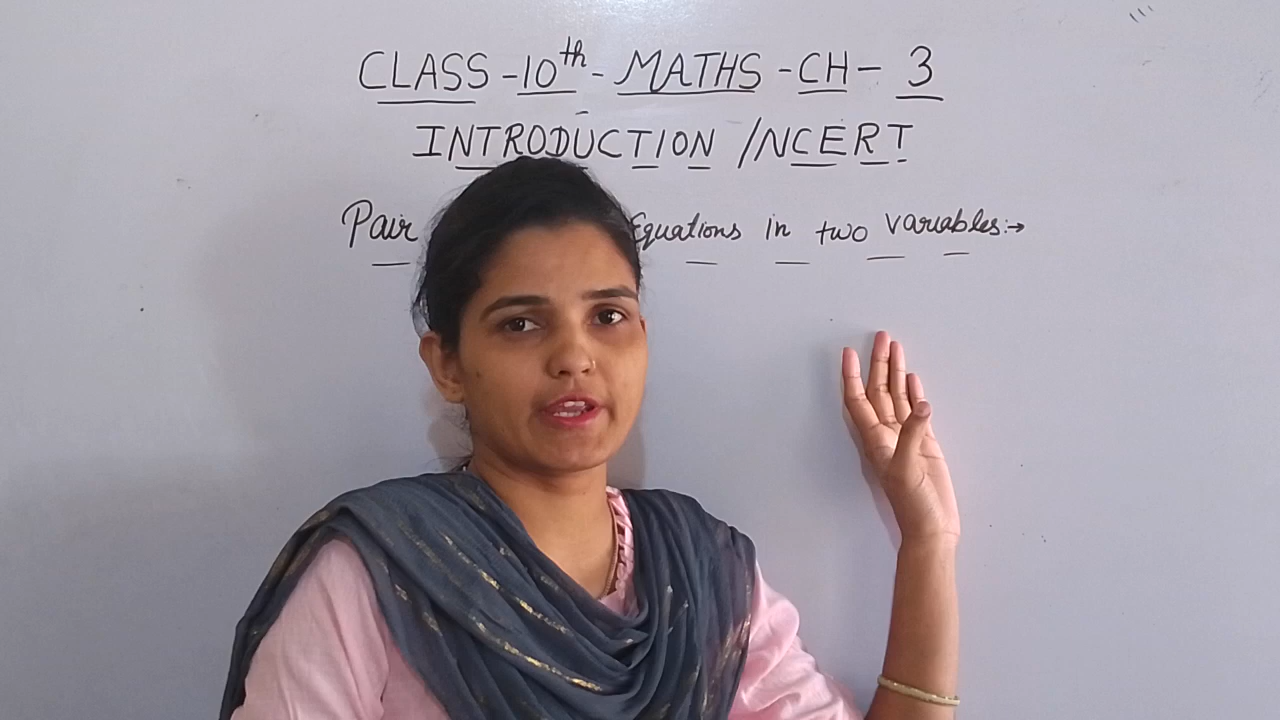 CLASS - 10th - MATHS - CH - 3
INTRODUCTION / NCERT
Pair Equations in two variables:→